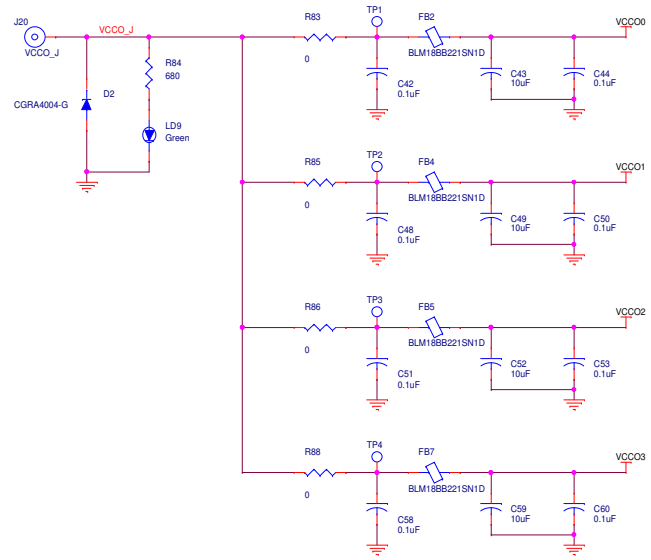 J20
VCCO_J
VCCO_J
R84
680
D2
CGRA4004-G
LD9
Green
R83
0
TP1
FB2
BLM18BB221SN1D
VCCO0
C42
0.1uF
C43
10uF
C44
0.1uF
R85
0
TP2
FB4
BLM18BB221SN1D
VCCO1
C48
0.1uF
C49
10uF
C50
0.1uF
R86
0
TP3
FB5
BLM18BB221SN1D
VCCO2
C51
0.1uF
C52
10uF
C53
0.1uF
R88
0
TP4
FB7
BLM18BB221SN1D
VCCO3
C58
0.1uF
C59
10uF
C60
0.1uF